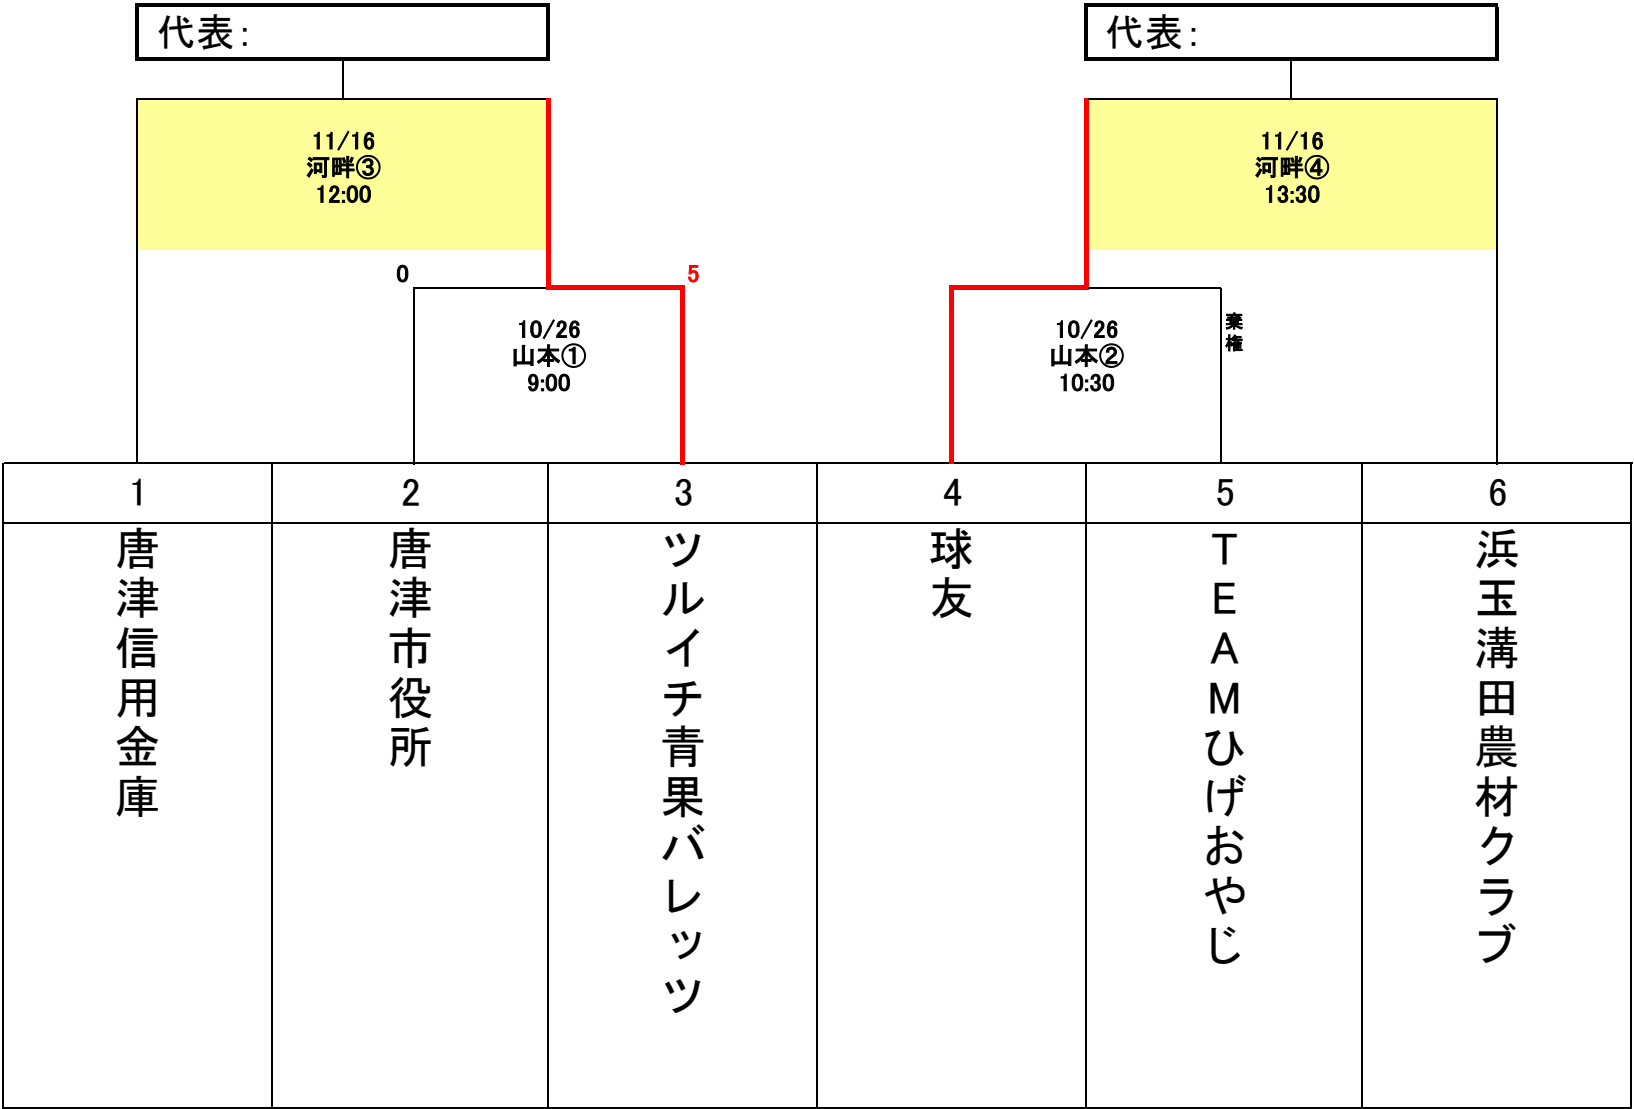 代表：
代表：
11/16
河畔③
12:00
11/16
河畔④
13:30
0
5
10/26
山本①
9:00
10/26
山本②
10:30
棄権
1
2
3
4
5
6
唐津信用金庫
唐津市役所
ツルイチ青果バレッツ
球友
ＴＥＡＭひげおやじ
浜玉溝田農材クラブ